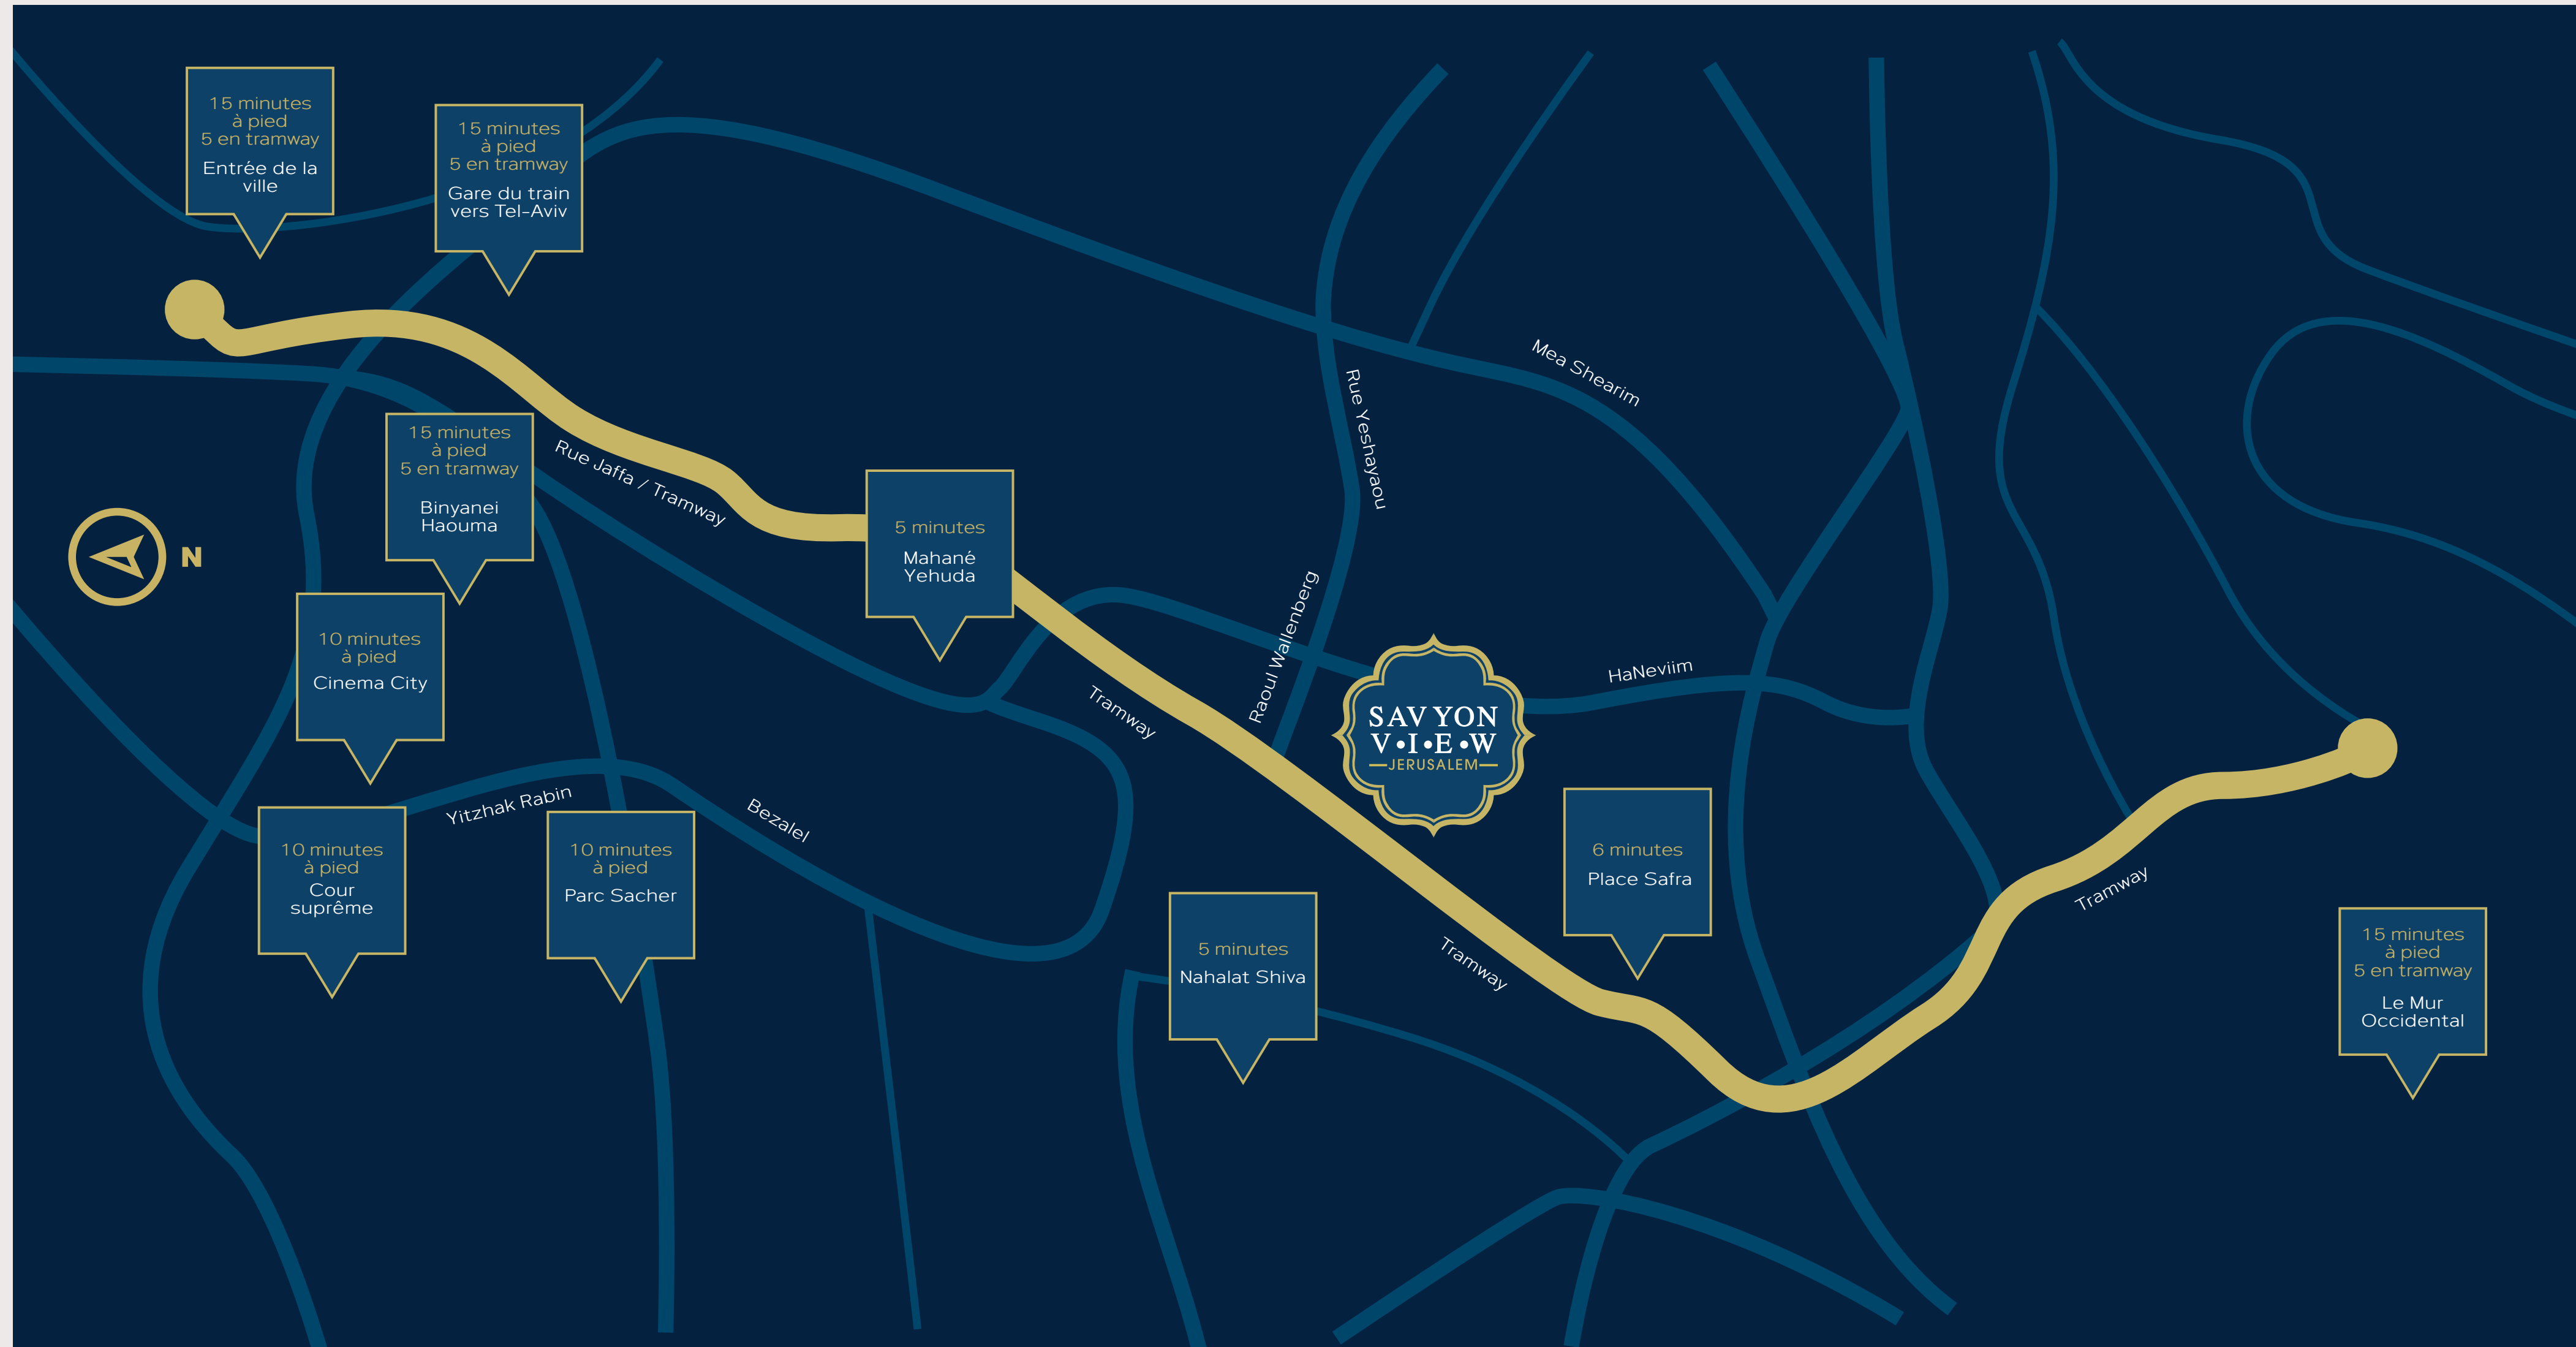 15 minutes
à pied
5 en tramway
Entrée de la
ville
15 minutes
à pied
5 en tramway
Gare du train
vers Tel-Aviv
Mea Shearim
Rue Yeshayaou
15 minutes
à pied
5 en tramway
Binyanei
Haouma
Rue Jaffa / Tramway
5 minutes
Mahané
Yehuda
N
10 minutes
à pied
Cinema City
Raoul Wallenberg
Tramway
SAVYON
V•I•E•W
JERUSALEM
HaNeviim
Yitzhak Rabin
Bezalel
10 minutes
à pied
Cour
suprême
10 minutes
à pied
Parc Sacher
6 minutes
Place Safra
5 minutes
Nahalat Shiva
Tramway
Tramway
15 minutes
à pied
5 en tramway
Le Mur
Occidental